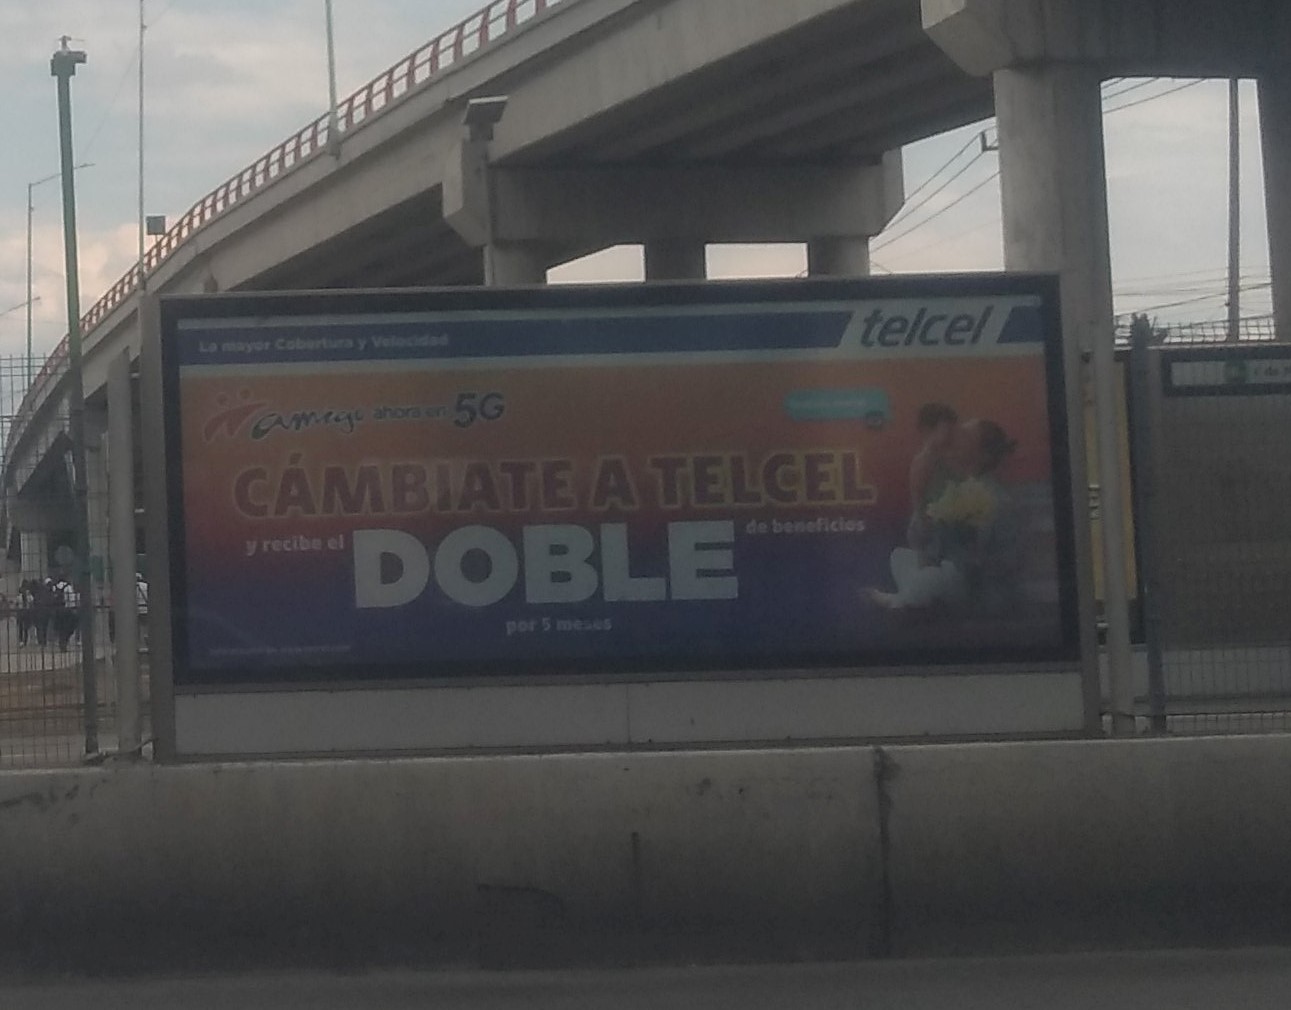 La mayor Cobertura y Velocidad
telcel
amigo ahora en 5G
CÁMBIATE A TELCEL
y recibe el DOBLE de beneficios
por 5 meses